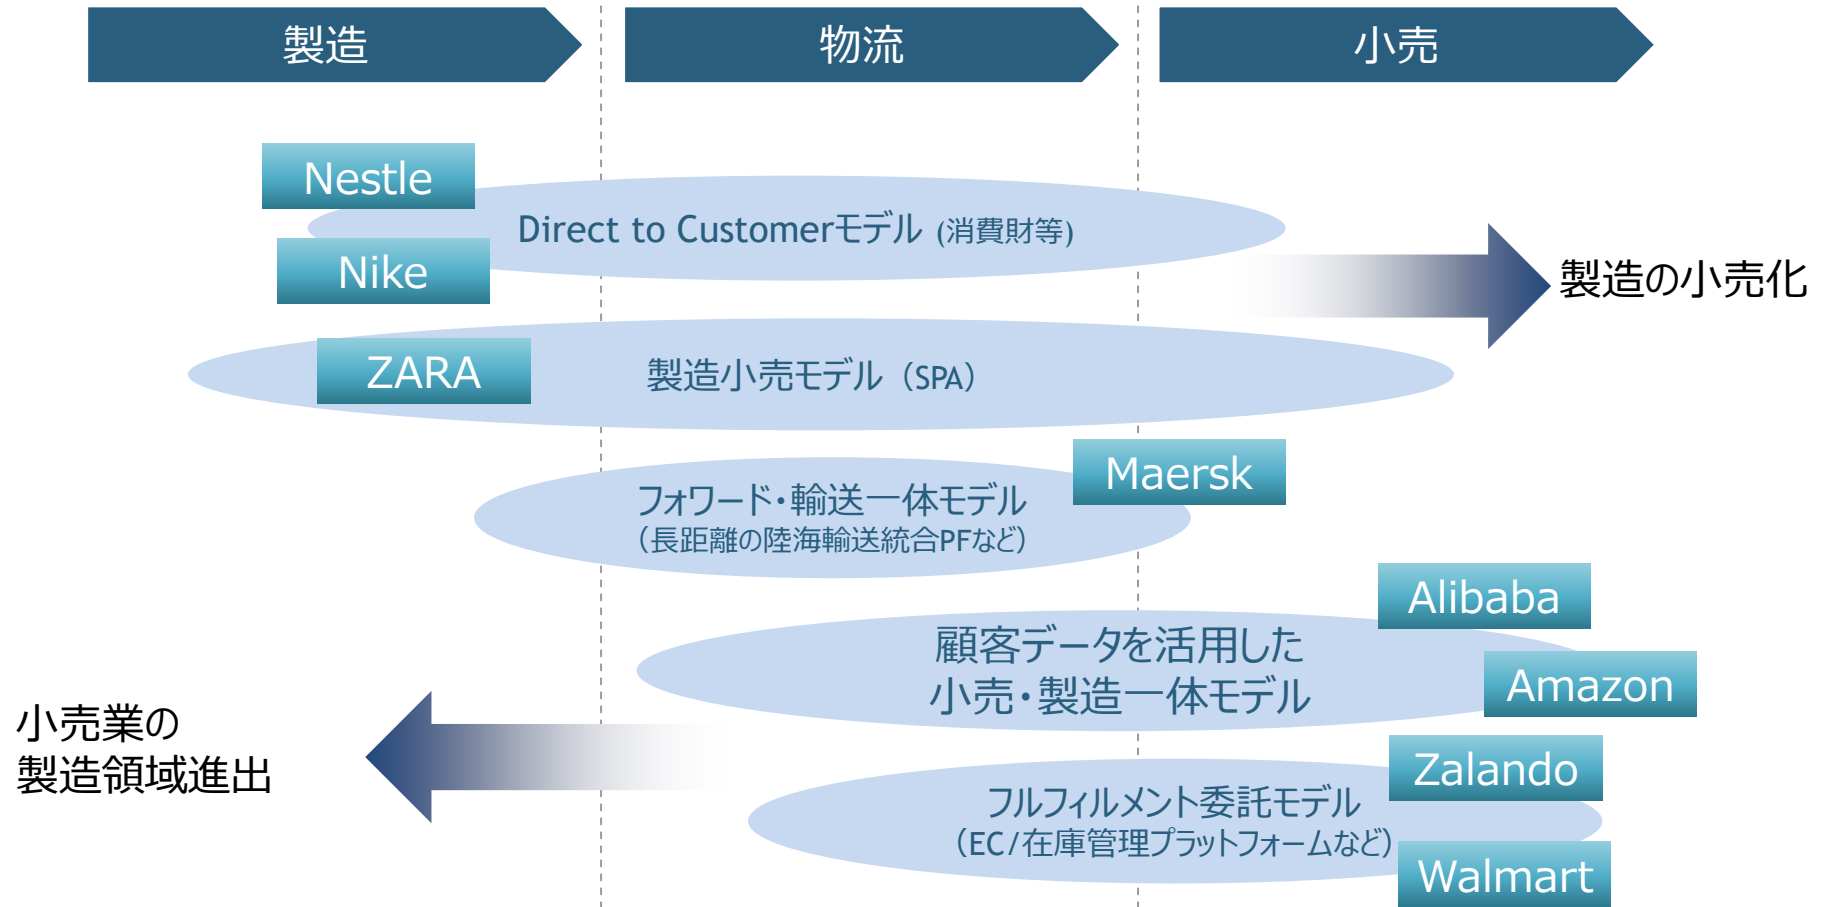 製造
物流
小売
Nestle
Direct to Customerモデル (消費財等)
Nike
製造の小売化
ZARA
製造小売モデル（SPA）
Maersk
フォワード・輸送一体モデル
（長距離の陸海輸送統合PFなど）
Alibaba
顧客データを活用した
小売・製造一体モデル
Amazon
小売業の
製造領域進出
Zalando
フルフィルメント委託モデル
（EC/在庫管理プラットフォームなど）
Walmart